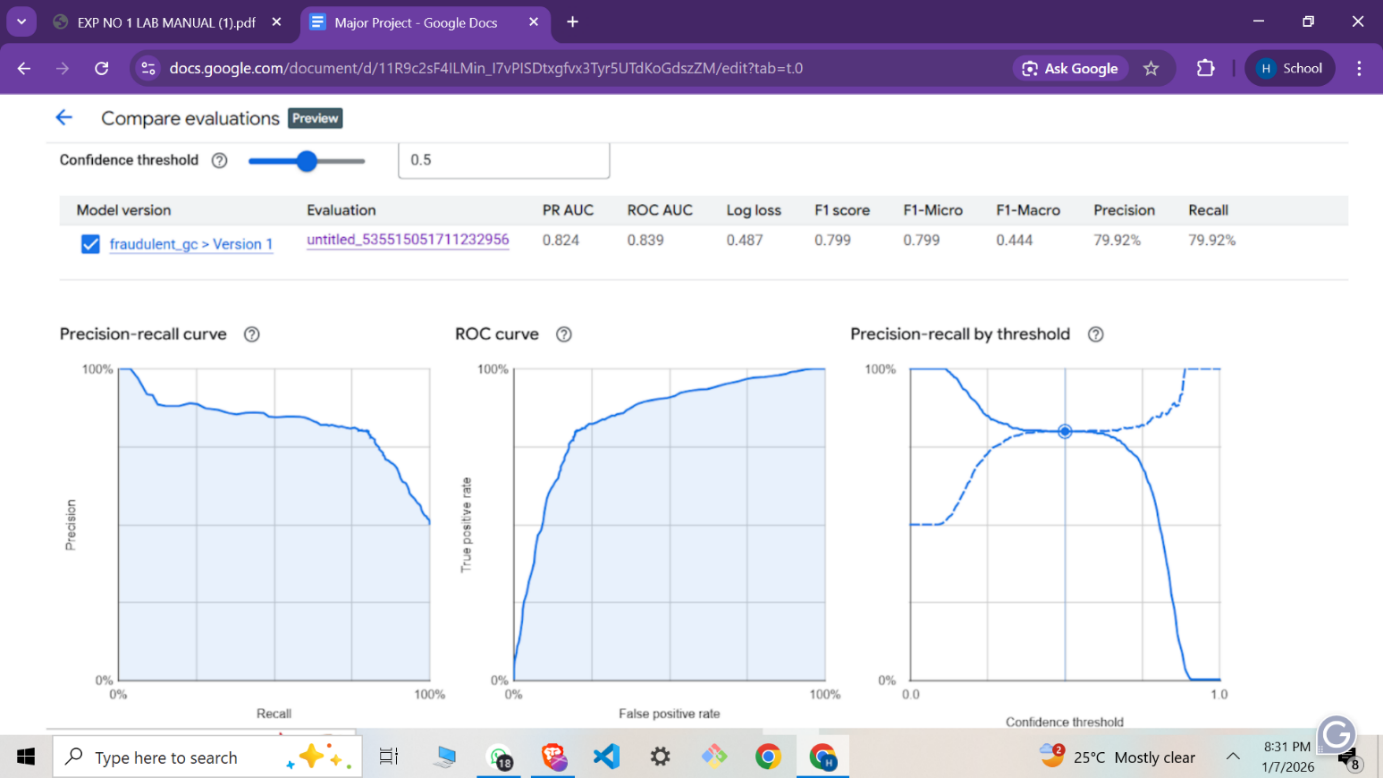 EXP NO 1 LAB MANUAL (1).pdf
Major Project - Google Docs
docs.google.com/document/d/11R9c2sF4ILMin_I7vPISDtxgfvx3Tyr5UTdKoGdszZM/edit?tab=t.0
Ask Google
H School
Compare evaluations Preview
Confidence threshold 0.5
Model version Evaluation PR AUC ROC AUC Log loss F1 score F1-Micro F1-Macro Precision Recall
fraudulent_gc > Version 1 untitled_535515051711232956 0.824 0.839 0.487 0.799 0.799 0.444 79.92% 79.92%
Precision-recall curve
100%
Precision
0%
0% 100%
Recall
ROC curve
100%
True positive rate
0%
0% 100%
False positive rate
Precision-recall by threshold
100%
0%
0.0 1.0
Confidence threshold
Type here to search
18
H
2
25°C Mostly clear
8:31 PM
1/7/2026
8
G